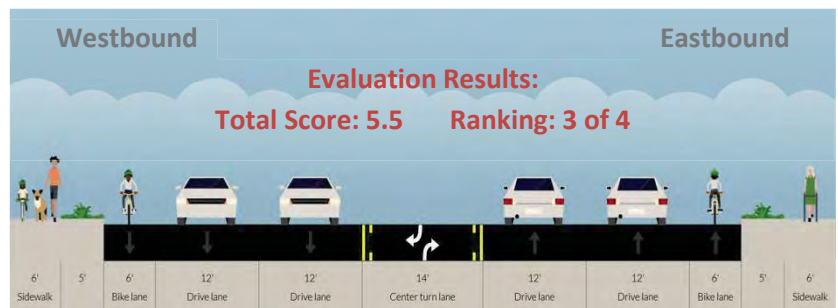 Westbound Eastbound
Evaluation Results:
Total Score: 5.5 Ranking: 3 of 4
6' 5' 6' 12' 12' 14' 12' 12' 6' 5' 6'
Sidewalk Bike lane Drive lane Drive lane Center turn lane Drive lane Drive lane Bike lane Sidewalk